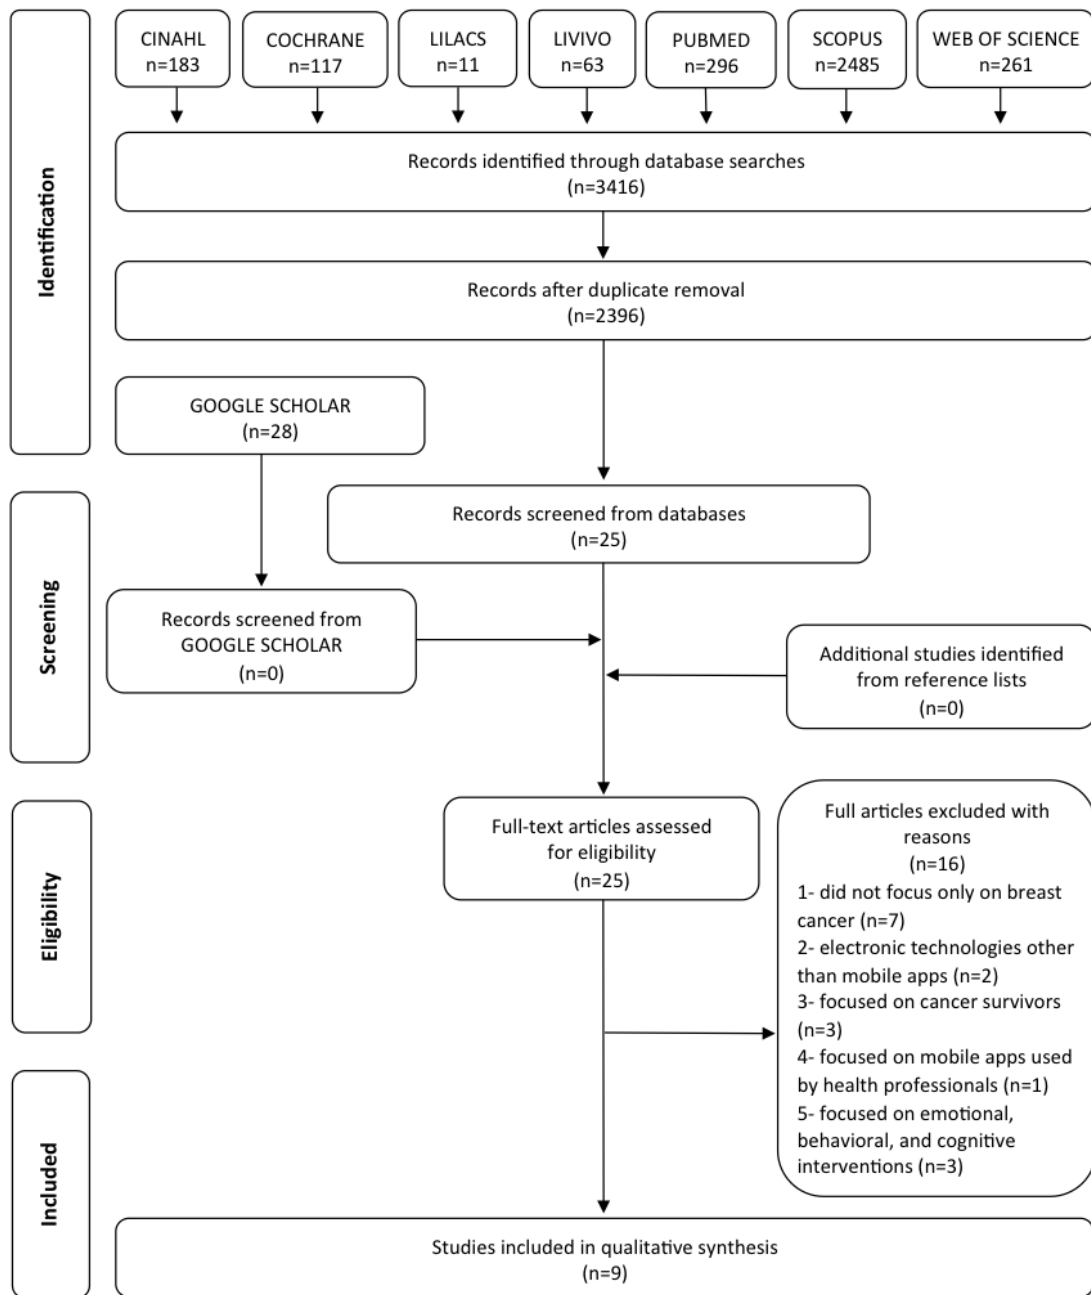 CINAHL
n=183
COCHRANE
n=117
LILACS
n=11
LIVIVO
n=63
PUBMED
n=296
SCOPUS
n=2485
WEB OF SCIENCE
n=261
Identification
Records identified through database searches
(n=3416)
Records after duplicate removal
(n=2396)
GOOGLE SCHOLAR
(n=28)
Screening
Records screened from databases
(n=25)
Records screened from
GOOGLE SCHOLAR
(n=0)
Additional studies identified
from reference lists
(n=0)
Eligibility
Full-text articles assessed
for eligibility
(n=25)
Full articles excluded with
reasons
(n=16)
1- did not focus only on breast
cancer (n=7)
2- electronic technologies other
than mobile apps (n=2)
3- focused on cancer survivors
(n=3)
4- focused on mobile apps used
by health professionals (n=1)
5- focused on emotional,
behavioral, and cognitive
interventions (n=3)
Included
Studies included in qualitative synthesis
(n=9)